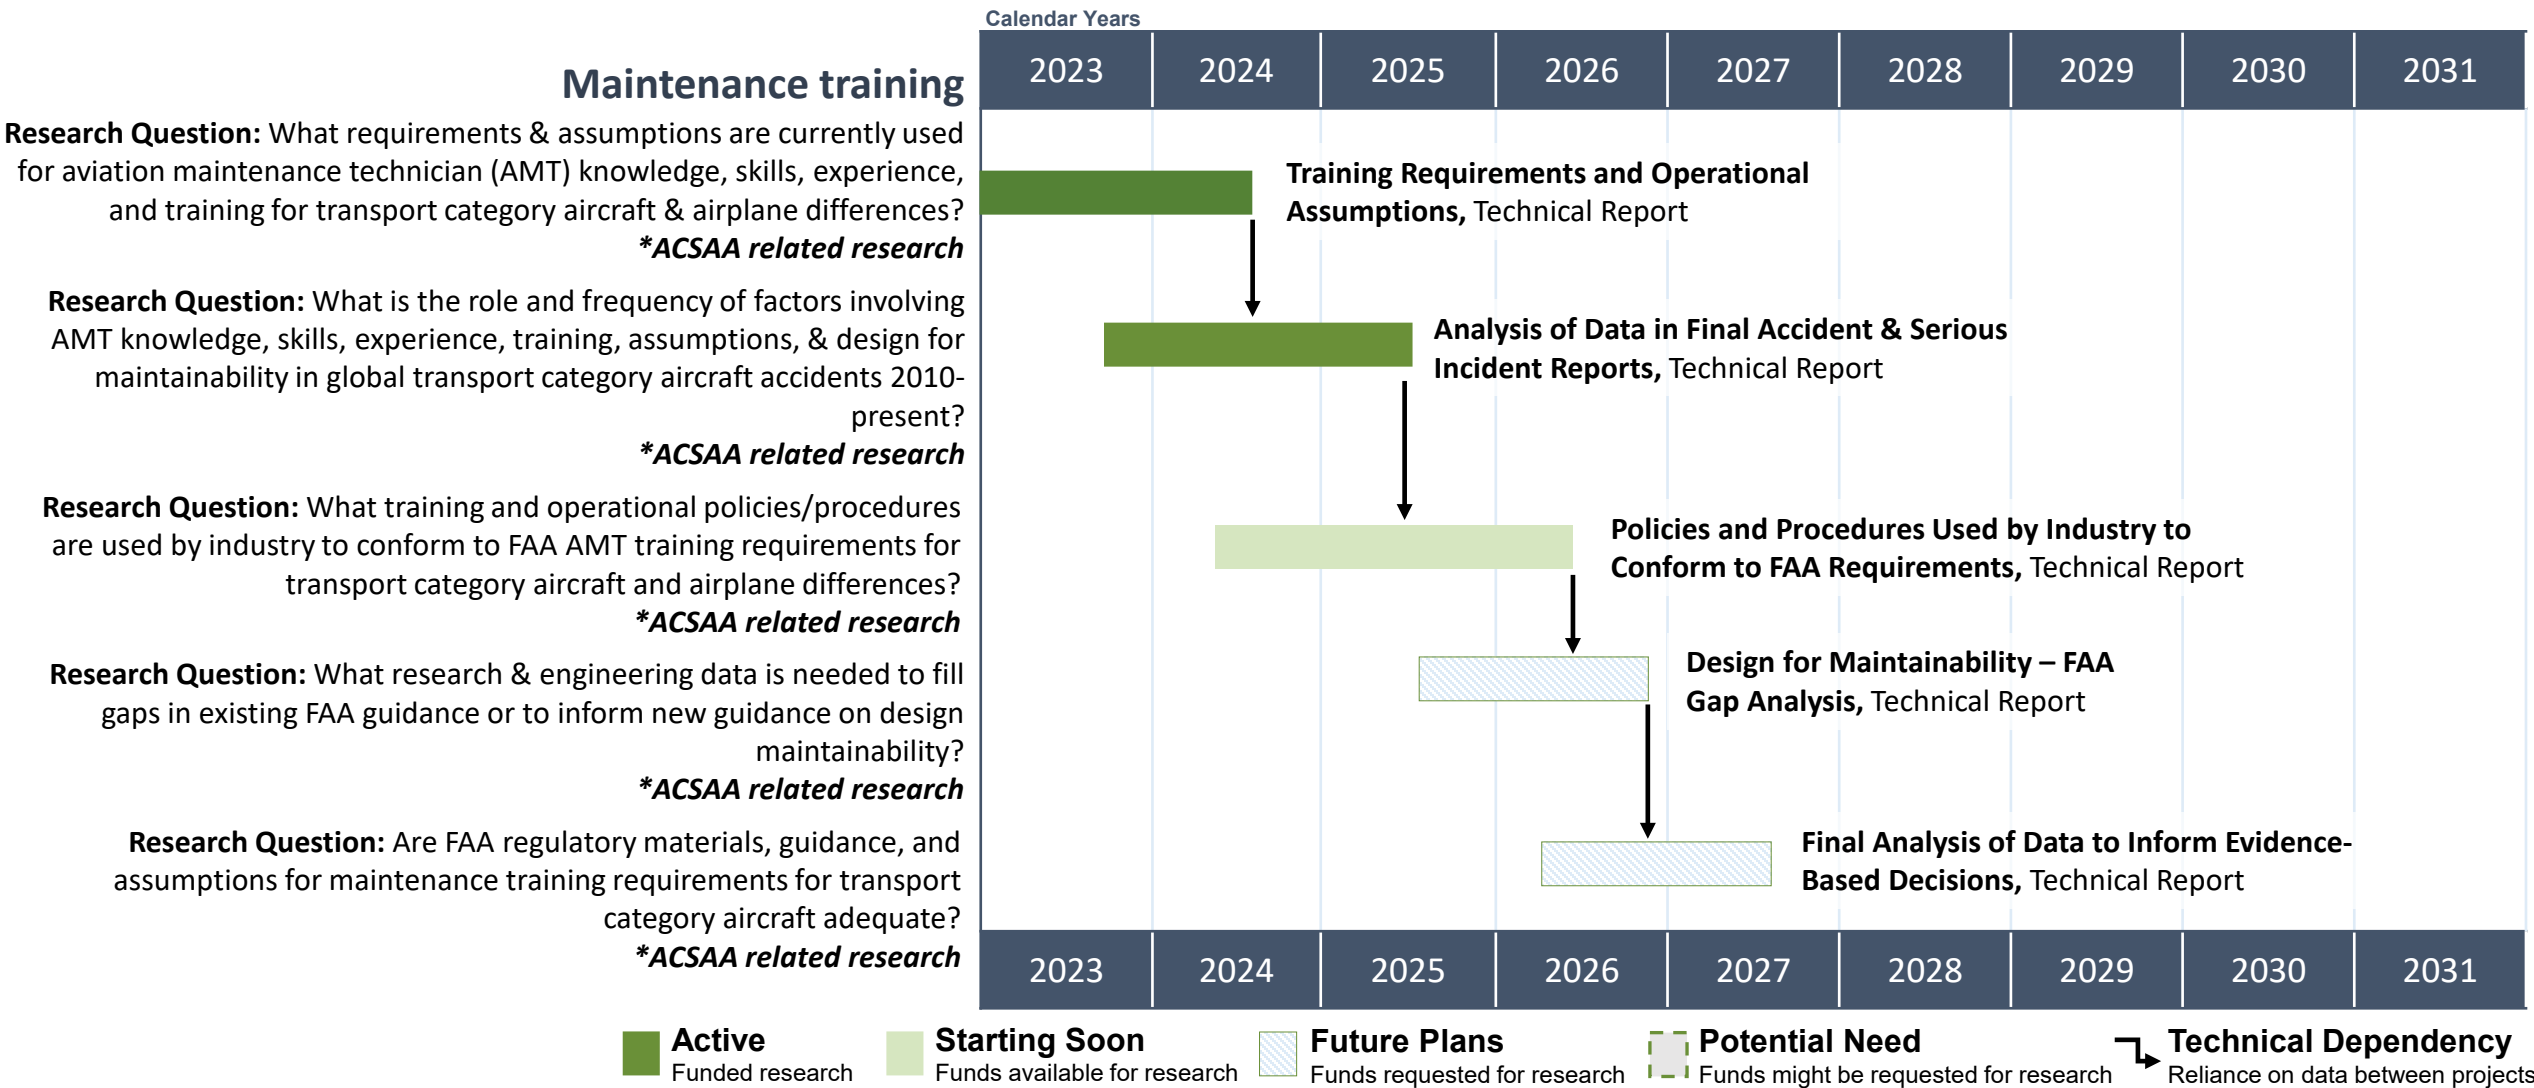 Calendar Years
2023 2024 2025 2026 2027 2028 2029 2030 2031
Maintenance training
Research Question: What requirements & assumptions are currently used
for aviation maintenance technician (AMT) knowledge, skills, experience,
and training for transport category aircraft & airplane differences?
*ACSAA related research
Training Requirements and Operational
Assumptions, Technical Report
Research Question: What is the role and frequency of factors involving
AMT knowledge, skills, experience, training, assumptions, & design for
maintainability in global transport category aircraft accidents 2010-
present?
*ACSAA related research
Analysis of Data in Final Accident & Serious
Incident Reports, Technical Report
Research Question: What training and operational policies/procedures
are used by industry to conform to FAA AMT training requirements for
transport category aircraft and airplane differences?
*ACSAA related research
Policies and Procedures Used by Industry to
Conform to FAA Requirements, Technical Report
Research Question: What research & engineering data is needed to fill
gaps in existing FAA guidance or to inform new guidance on design
maintainability?
*ACSAA related research
Design for Maintainability – FAA
Gap Analysis, Technical Report
Research Question: Are FAA regulatory materials, guidance, and
assumptions for maintenance training requirements for transport
category aircraft adequate?
*ACSAA related research
Final Analysis of Data to Inform Evidence-
Based Decisions, Technical Report
2023 2024 2025 2026 2027 2028 2029 2030 2031
Active
Funded research
Starting Soon
Funds available for research
Future Plans
Funds requested for research
Potential Need
Funds might be requested for research
Technical Dependency
Reliance on data between projects